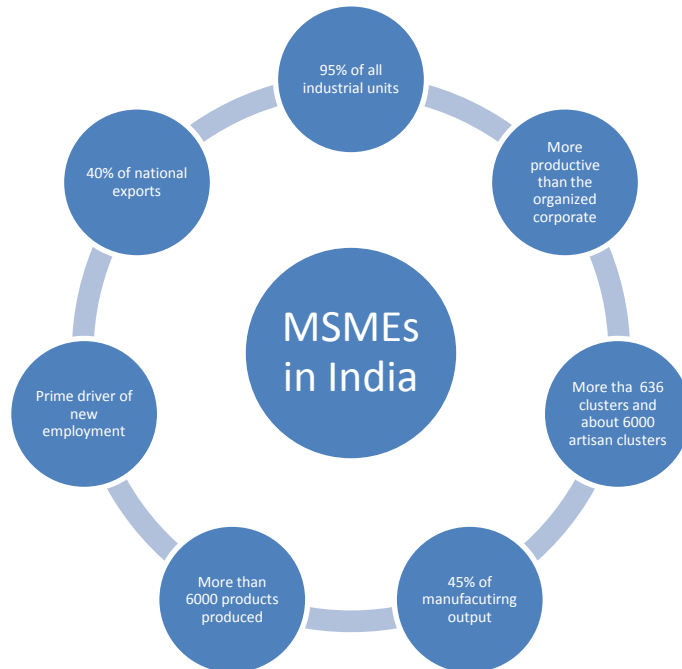 95% of all
industrial units
More
productive
than the
organized
corporate
More tha 636
clusters and
about 6000
artisan clusters
45% of
manufacutirng
output
More than
6000 products
produced
Prime driver of
new
employment
40% of national
exports
MSMEs
in India